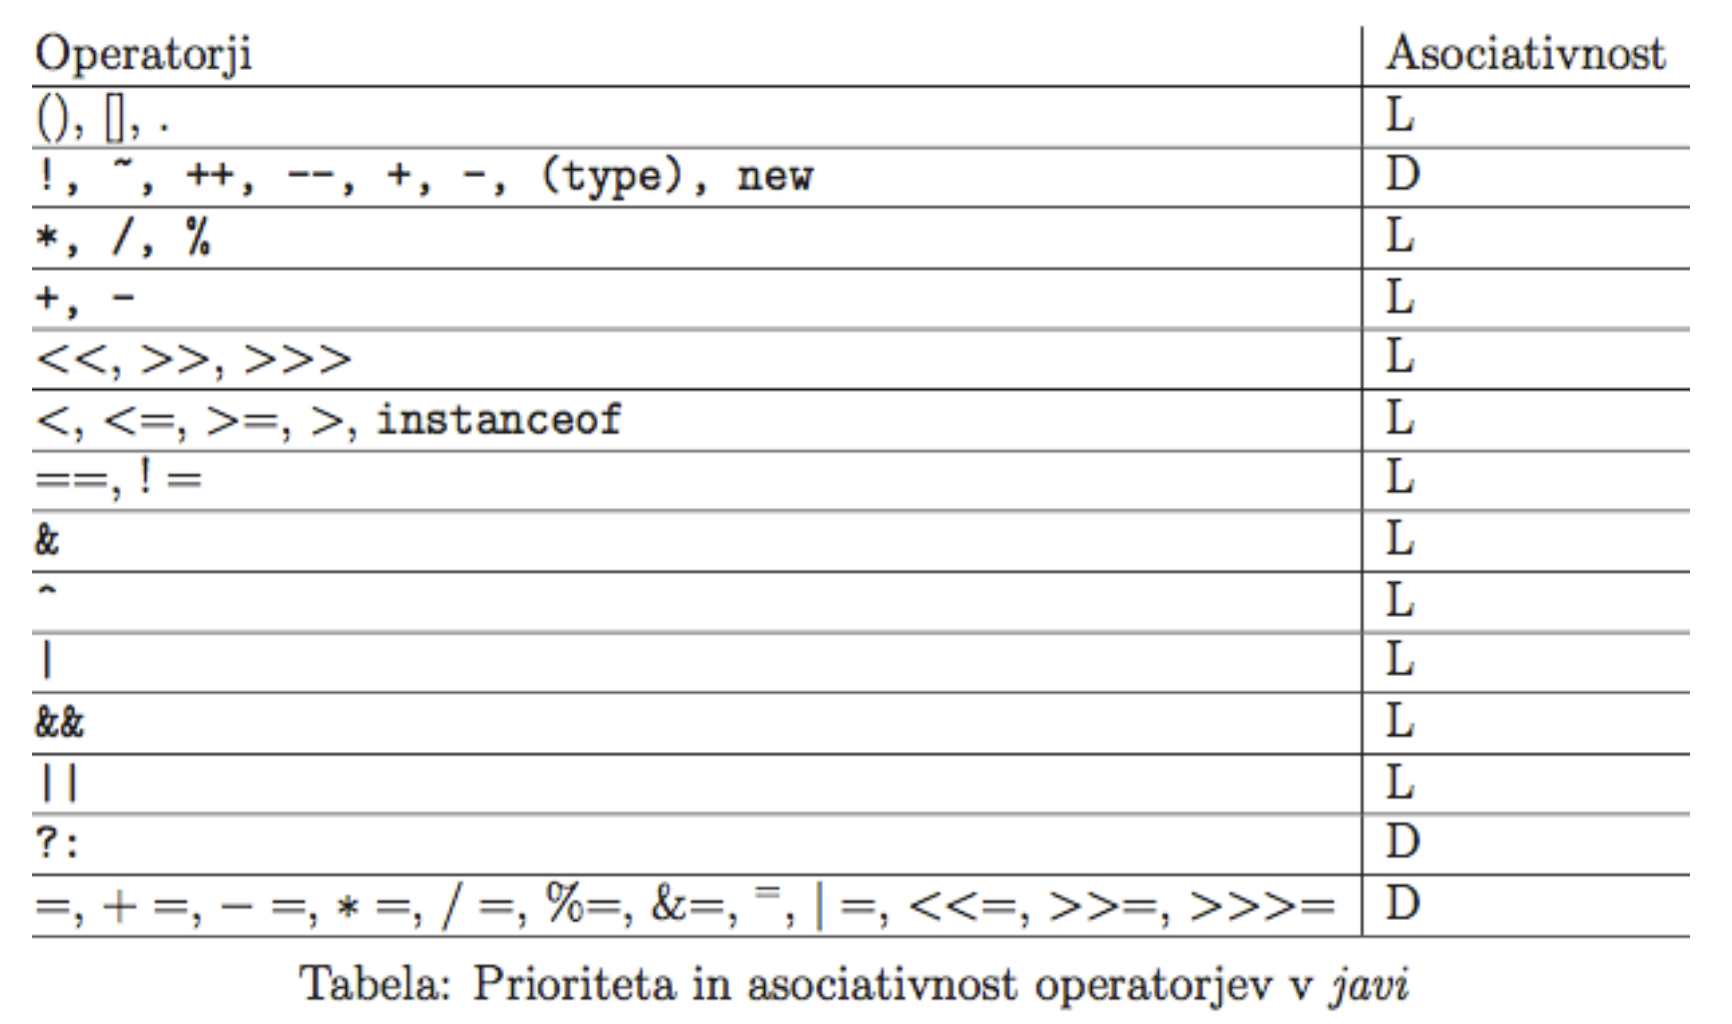 Operatorji Asociativnost
(), [], . L
!, ~, ++, --, +, -, (type), new D
*, /, % L
+, - L
<<, >>, >>> L
<, <=, >=, >, instanceof L
==, ! = L
& L
^ L
| L
&& L
|| L
?: D
=, + =, − =, * =, / =, %=, &=, =, | =, <<=, >>=, >>>= D
Tabela: Prioriteta in asociativnost operatorjev v javi